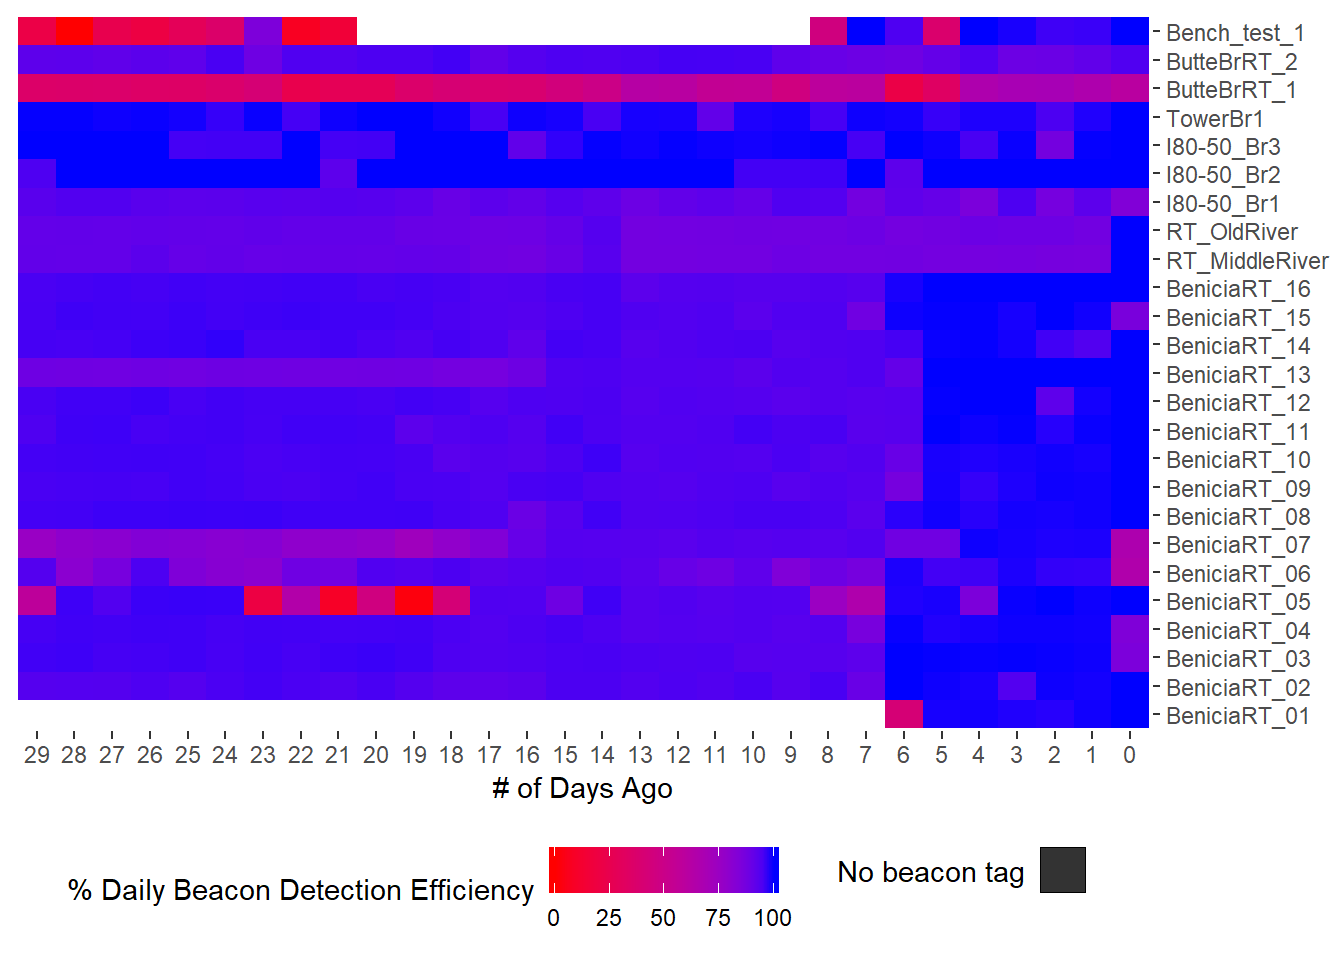 Bench_test_1
ButteBrRT_2
ButteBrRT_1
TowerBr1
I80-50_Br3
I80-50_Br2
I80-50_Br1
RT_OldRiver
RT_MiddleRiver
BeniciaRT_16
BeniciaRT_15
BeniciaRT_14
BeniciaRT_13
BeniciaRT_12
BeniciaRT_11
BeniciaRT_10
BeniciaRT_09
BeniciaRT_08
BeniciaRT_07
BeniciaRT_06
BeniciaRT_05
BeniciaRT_04
BeniciaRT_03
BeniciaRT_02
BeniciaRT_01
29 28 27 26 25 24 23 22 21 20 19 18 17 16 15 14 13 12 11 10 9 8 7 6 5 4 3 2 1 0
# of Days Ago
% Daily Beacon Detection Efficiency
0 25 50 75 100
No beacon tag